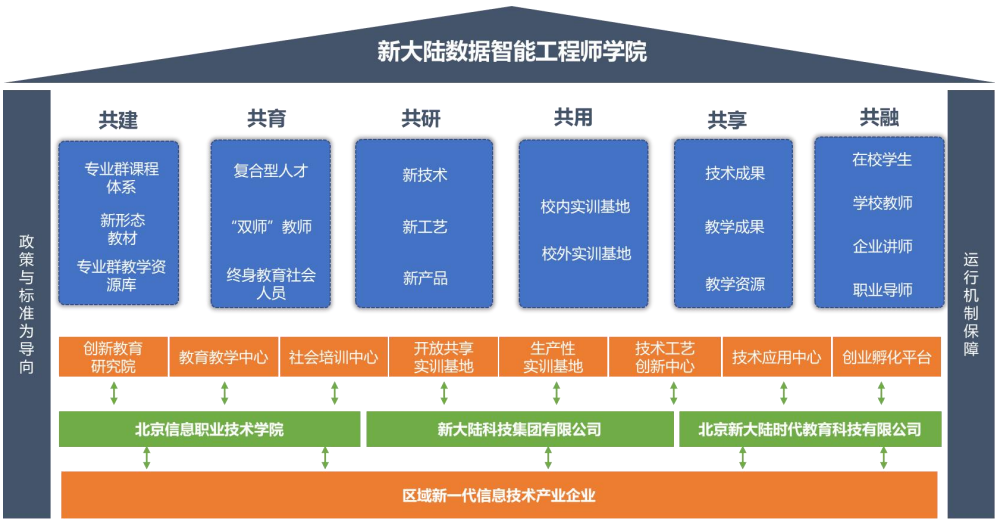 新大陆数据智能工程师学院
共建
共育
共研
共用
共享
共融
专业群课程
体系
新形态
教材
专业群教学资
源库
复合型人才
“双师”教师
终身教育社会
人员
新技术
新工艺
新产品
校内实训基地
校外实训基地
技术成果
教学成果
教学资源
在校学生
学校教师
企业讲师
职业导师
政策与标准为导向
运行机制保障
创新教育
研究院
教育教学中心
社会培训中心
开放共享
实训基地
生产性
实训基地
技术工艺
创新中心
技术应用中心
创业孵化平台
北京信息职业技术学院
新大陆科技集团有限公司
北京新大陆时代教育科技有限公司
区域新一代信息技术产业企业